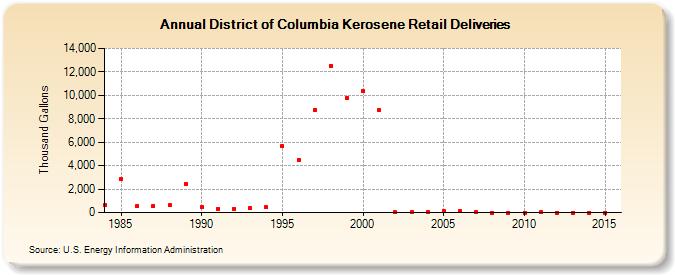 Annual District of Columbia Kerosene Retail Deliveries
Thousand Gallons
14,000
12,000
10,000
8,000
6,000
4,000
2,000
0
1985 1990 1995 2000 2005 2010 2015
Source: U.S. Energy Information Administration